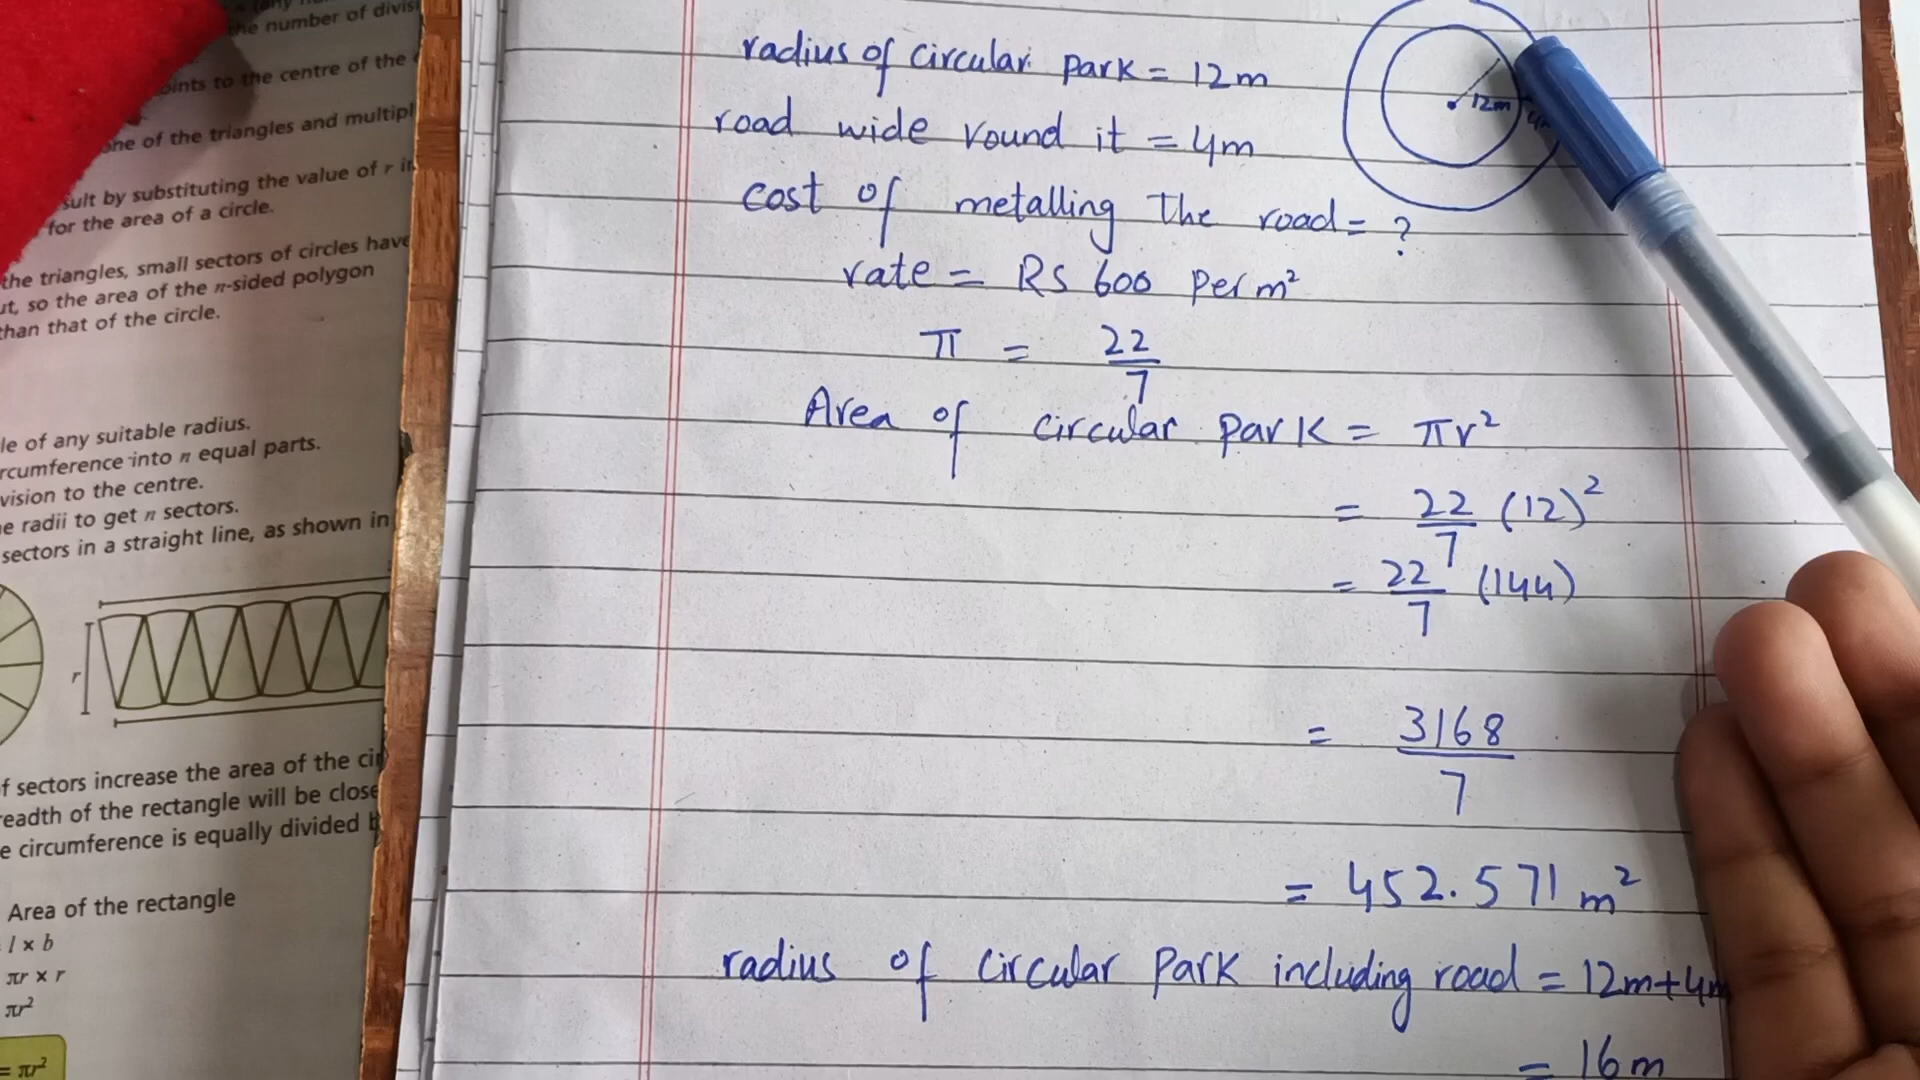 the number of divisi
oints to the centre of the
one of the triangles and multipl
sult by substituting the value of r in
for the area of a circle.
the triangles, small sectors of circles have
ut, so the area of the n-sided polygon
than that of the circle.
le of any suitable radius.
rcumference into n equal parts.
vision to the centre.
e radii to get n sectors.
sectors in a straight line, as shown in
r
f sectors increase the area of the cir
readth of the rectangle will be close
e circumference is equally divided b
Area of the rectangle
l × b
πr × r
πr²
= πr²
radius of circular park = 12m
12m
road wide round it = 4m
cost of metalling the road = ?
rate = Rs 600 per m²
π = 22/7
Area of circular park = πr²
= 22/7 (12)²
= 22/7 (144)
= 3168/7
= 452.571 m²
radius of circular park including road = 12m+4m
= 16m